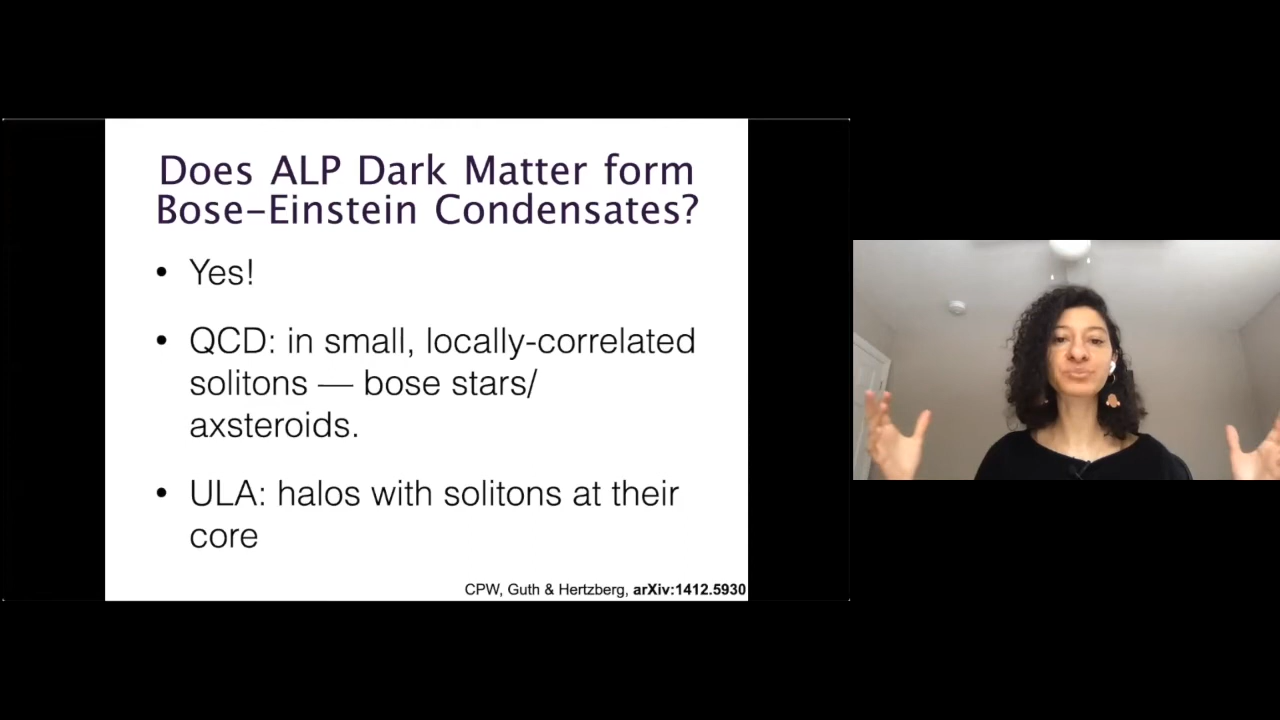 Does ALP Dark Matter form
Bose-Einstein Condensates?
• Yes!
• QCD: in small, locally-correlated
solitons — bose stars/
axsteroids.
• ULA: halos with solitons at their
core
CPW, Guth & Hertzberg, arXiv:1412.5930